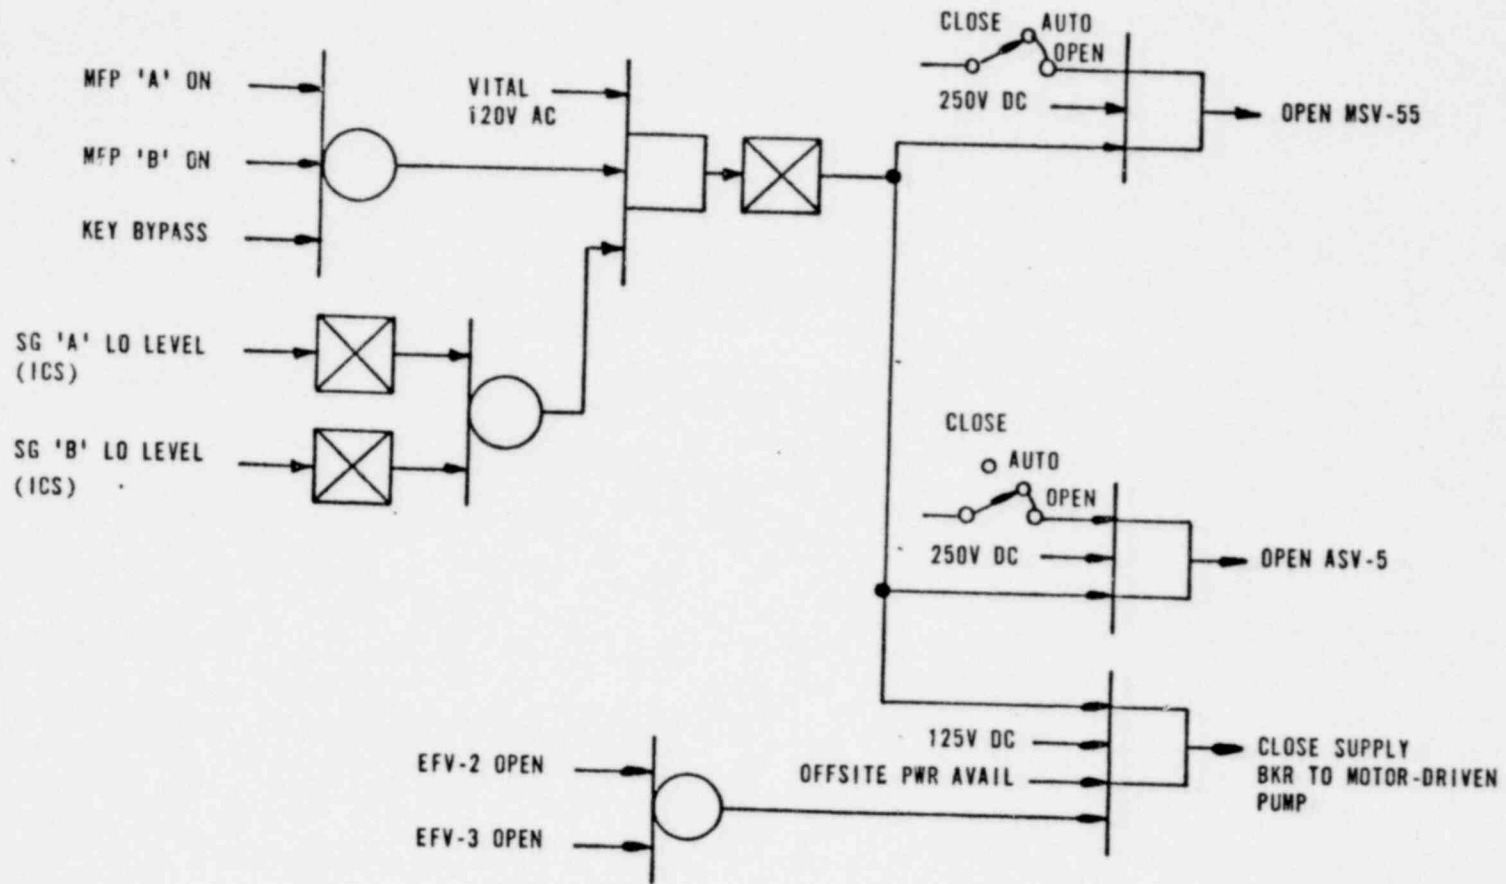 CLOSE AUTO
OPEN
MFP 'A' ON
VITAL
120V AC
250V DC
OPEN MSV-55
MFP 'B' ON
KEY BYPASS
SG 'A' LO LEVEL
(ICS)
SG 'B' LO LEVEL
(ICS)
CLOSE
AUTO
OPEN
250V DC
OPEN ASV-5
125V DC
OFFSITE PWR AVAIL
CLOSE SUPPLY
BKR TO MOTOR-DRIVEN
PUMP
EFV-2 OPEN
EFV-3 OPEN